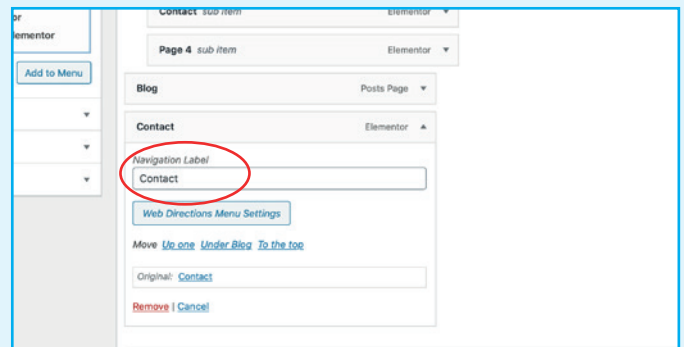 or
Contact sub item Elementor
ementor
Page 4 sub item Elementor
Add to Menu
Blog Posts Page
Contact Elementor
Navigation Label
Contact
Web Directions Menu Settings
Move Up one Under Blog To the top
Original: Contact
Remove | Cancel